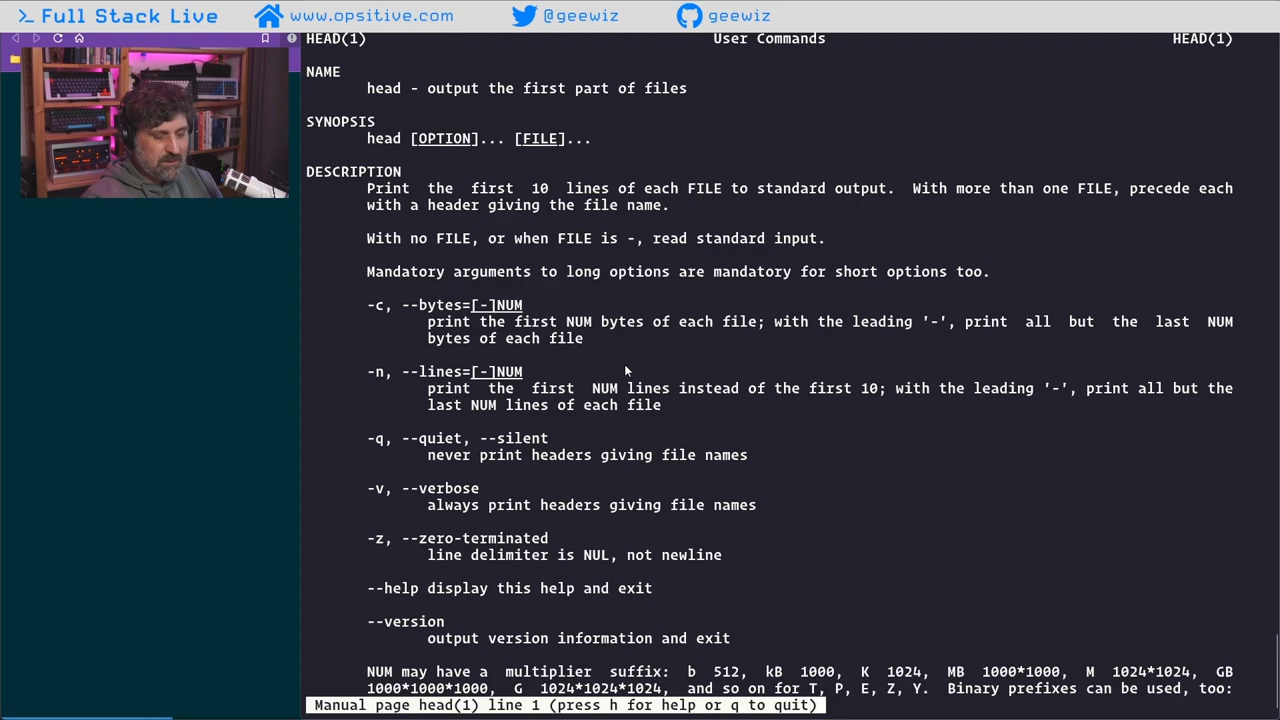 >_ Full Stack Live www.opsitive.com @geewiz geewiz
HEAD(1) User Commands HEAD(1)
NAME
head - output the first part of files
SYNOPSIS
head [OPTION]... [FILE]...
DESCRIPTION
Print the first 10 lines of each FILE to standard output. With more than one FILE, precede each
with a header giving the file name.
With no FILE, or when FILE is -, read standard input.
Mandatory arguments to long options are mandatory for short options too.
-c, --bytes=[-]NUM
print the first NUM bytes of each file; with the leading '-', print all but the last NUM
bytes of each file
-n, --lines=[-]NUM
print the first NUM lines instead of the first 10; with the leading '-', print all but the
last NUM lines of each file
-q, --quiet, --silent
never print headers giving file names
-v, --verbose
always print headers giving file names
-z, --zero-terminated
line delimiter is NUL, not newline
--help display this help and exit
--version
output version information and exit
NUM may have a multiplier suffix: b 512, kB 1000, K 1024, MB 1000*1000, M 1024*1024, GB
1000*1000*1000, G 1024*1024*1024, and so on for T, P, E, Z, Y. Binary prefixes can be used, too:
Manual page head(1) line 1 (press h for help or q to quit)